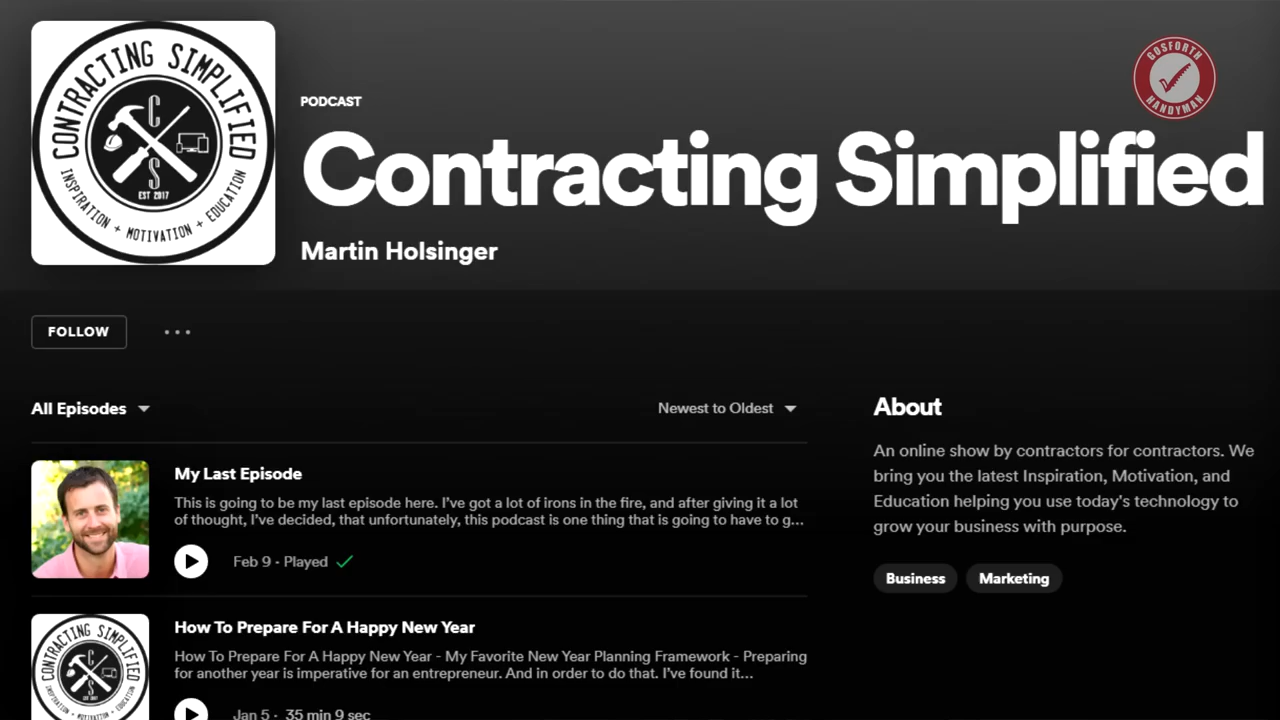 CONTRACTING SIMPLIFIED
C
S
EST 2017
INSPIRATION + MOTIVATION + EDUCATION
GOSFORTH
HANDYMAN
PODCAST
Contracting Simplified
Martin Holsinger
FOLLOW
All Episodes
Newest to Oldest
About
An online show by contractors for contractors. We
bring you the latest Inspiration, Motivation, and
Education helping you use today's technology to
grow your business with purpose.
Business Marketing
My Last Episode
This is going to be my last episode here. I've got a lot of irons in the fire, and after giving it a lot
of thought, I've decided, that unfortunately, this podcast is one thing that is going to have to g...
Feb 9 · Played
CONTRACTING SIMPLIFIED
C
S
How To Prepare For A Happy New Year
How To Prepare For A Happy New Year - My Favorite New Year Planning Framework - Preparing
for another year is imperative for an entrepreneur. And in order to do that. I've found it...
Jan 5 · 35 min 9 sec